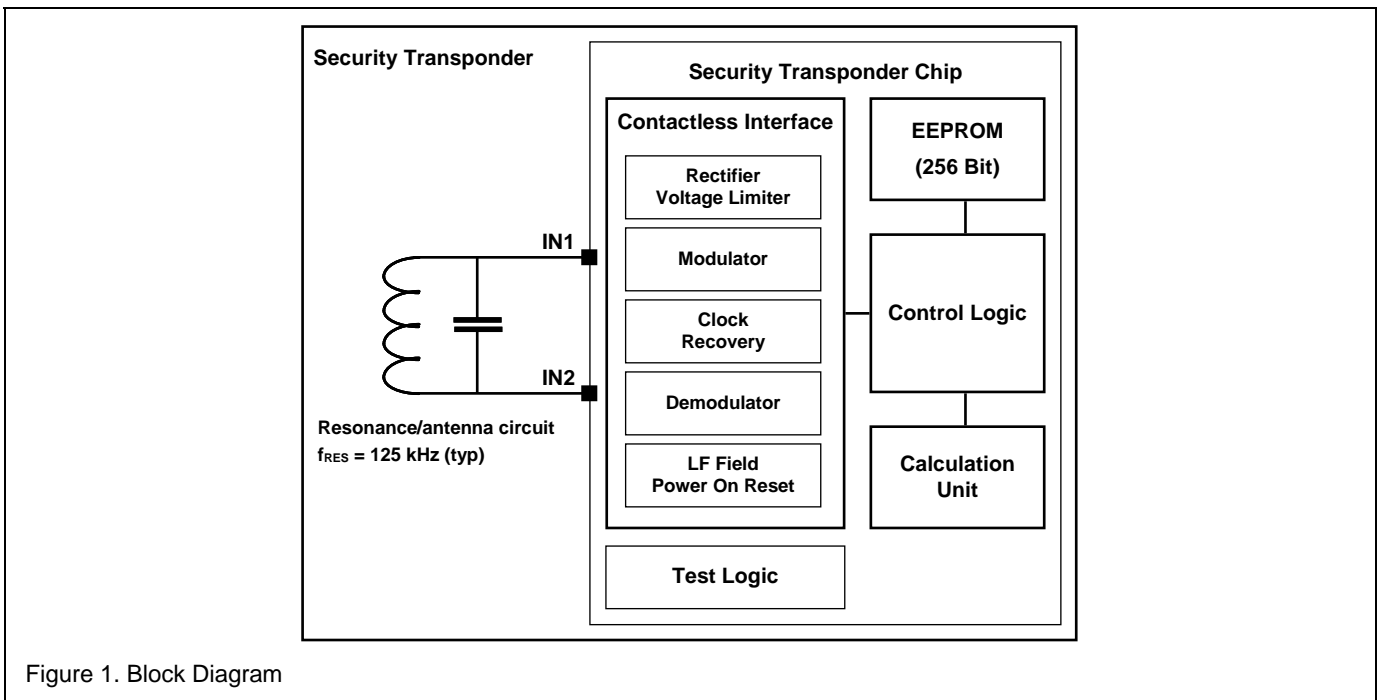 Security Transponder
Security Transponder Chip
Contactless Interface
Rectifier
Voltage Limiter
Modulator
Clock
Recovery
Demodulator
LF Field
Power On Reset
Test Logic
EEPROM
(256 Bit)
Control Logic
Calculation
Unit
IN1
IN2
Resonance/antenna circuit
fRES = 125 kHz (typ)
Figure 1. Block Diagram